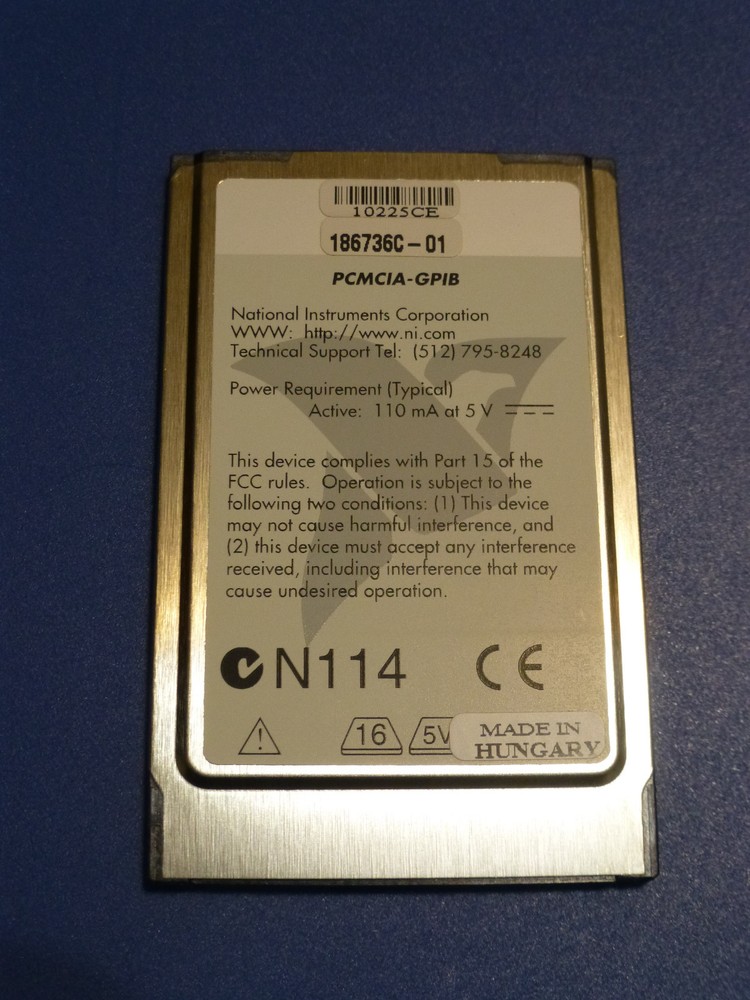 10225CE
186736C-01
PCMCIA-GPIB
National Instruments Corporation
WWW: http://www.ni.com
Technical Support Tel: (512) 795-8248
Power Requirement (Typical)
Active: 110 mA at 5 V
This device complies with Part 15 of the
FCC rules. Operation is subject to the
following two conditions: (1) This device
may not cause harmful interference, and
(2) this device must accept any interference
received, including interference that may
cause undesired operation.
N114 CE
! 16 5V MADE IN
HUNGARY